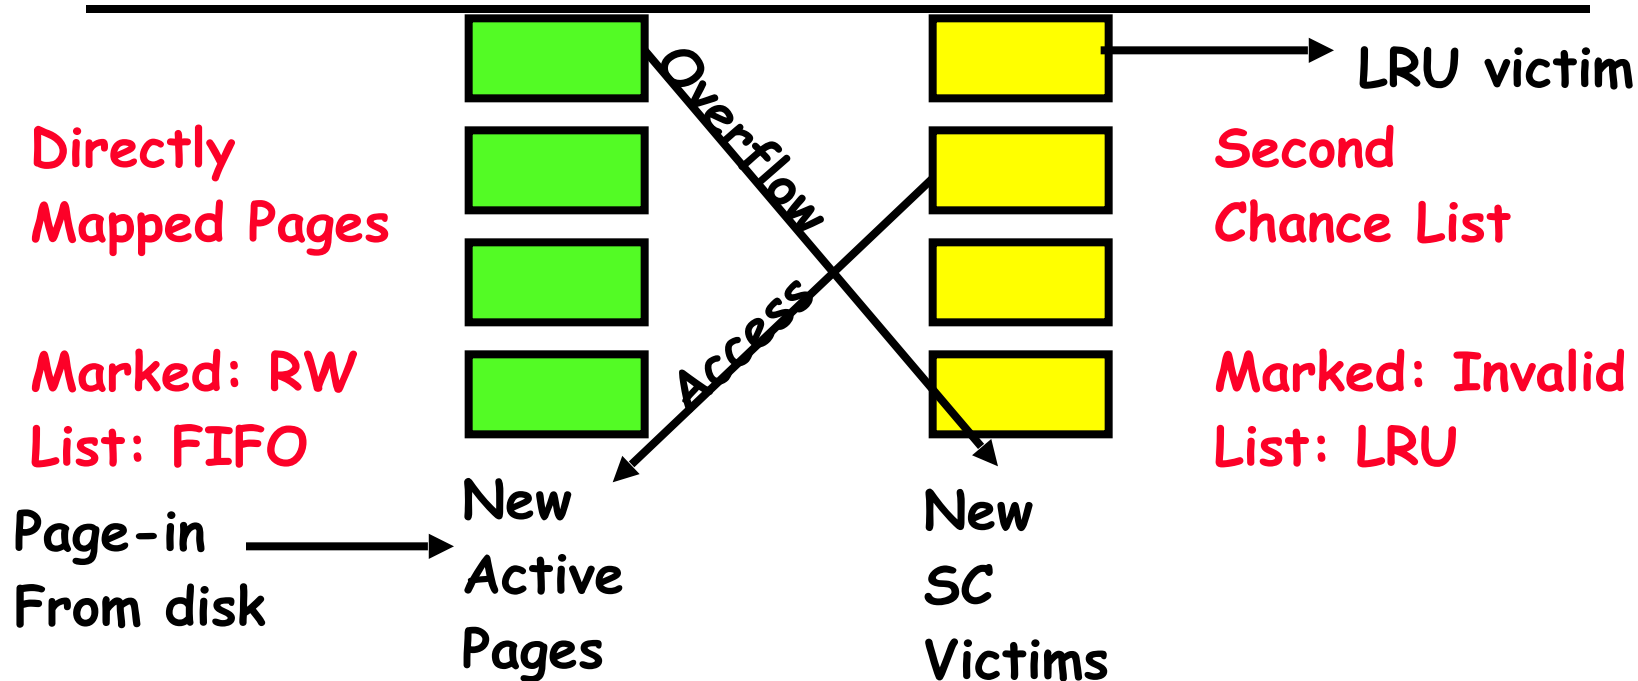 Directly
Mapped Pages
Marked: RW
List: FIFO
Page-in
From disk
Overflow
Access
New
Active
Pages
New
SC
Victims
LRU victim
Second
Chance List
Marked: Invalid
List: LRU